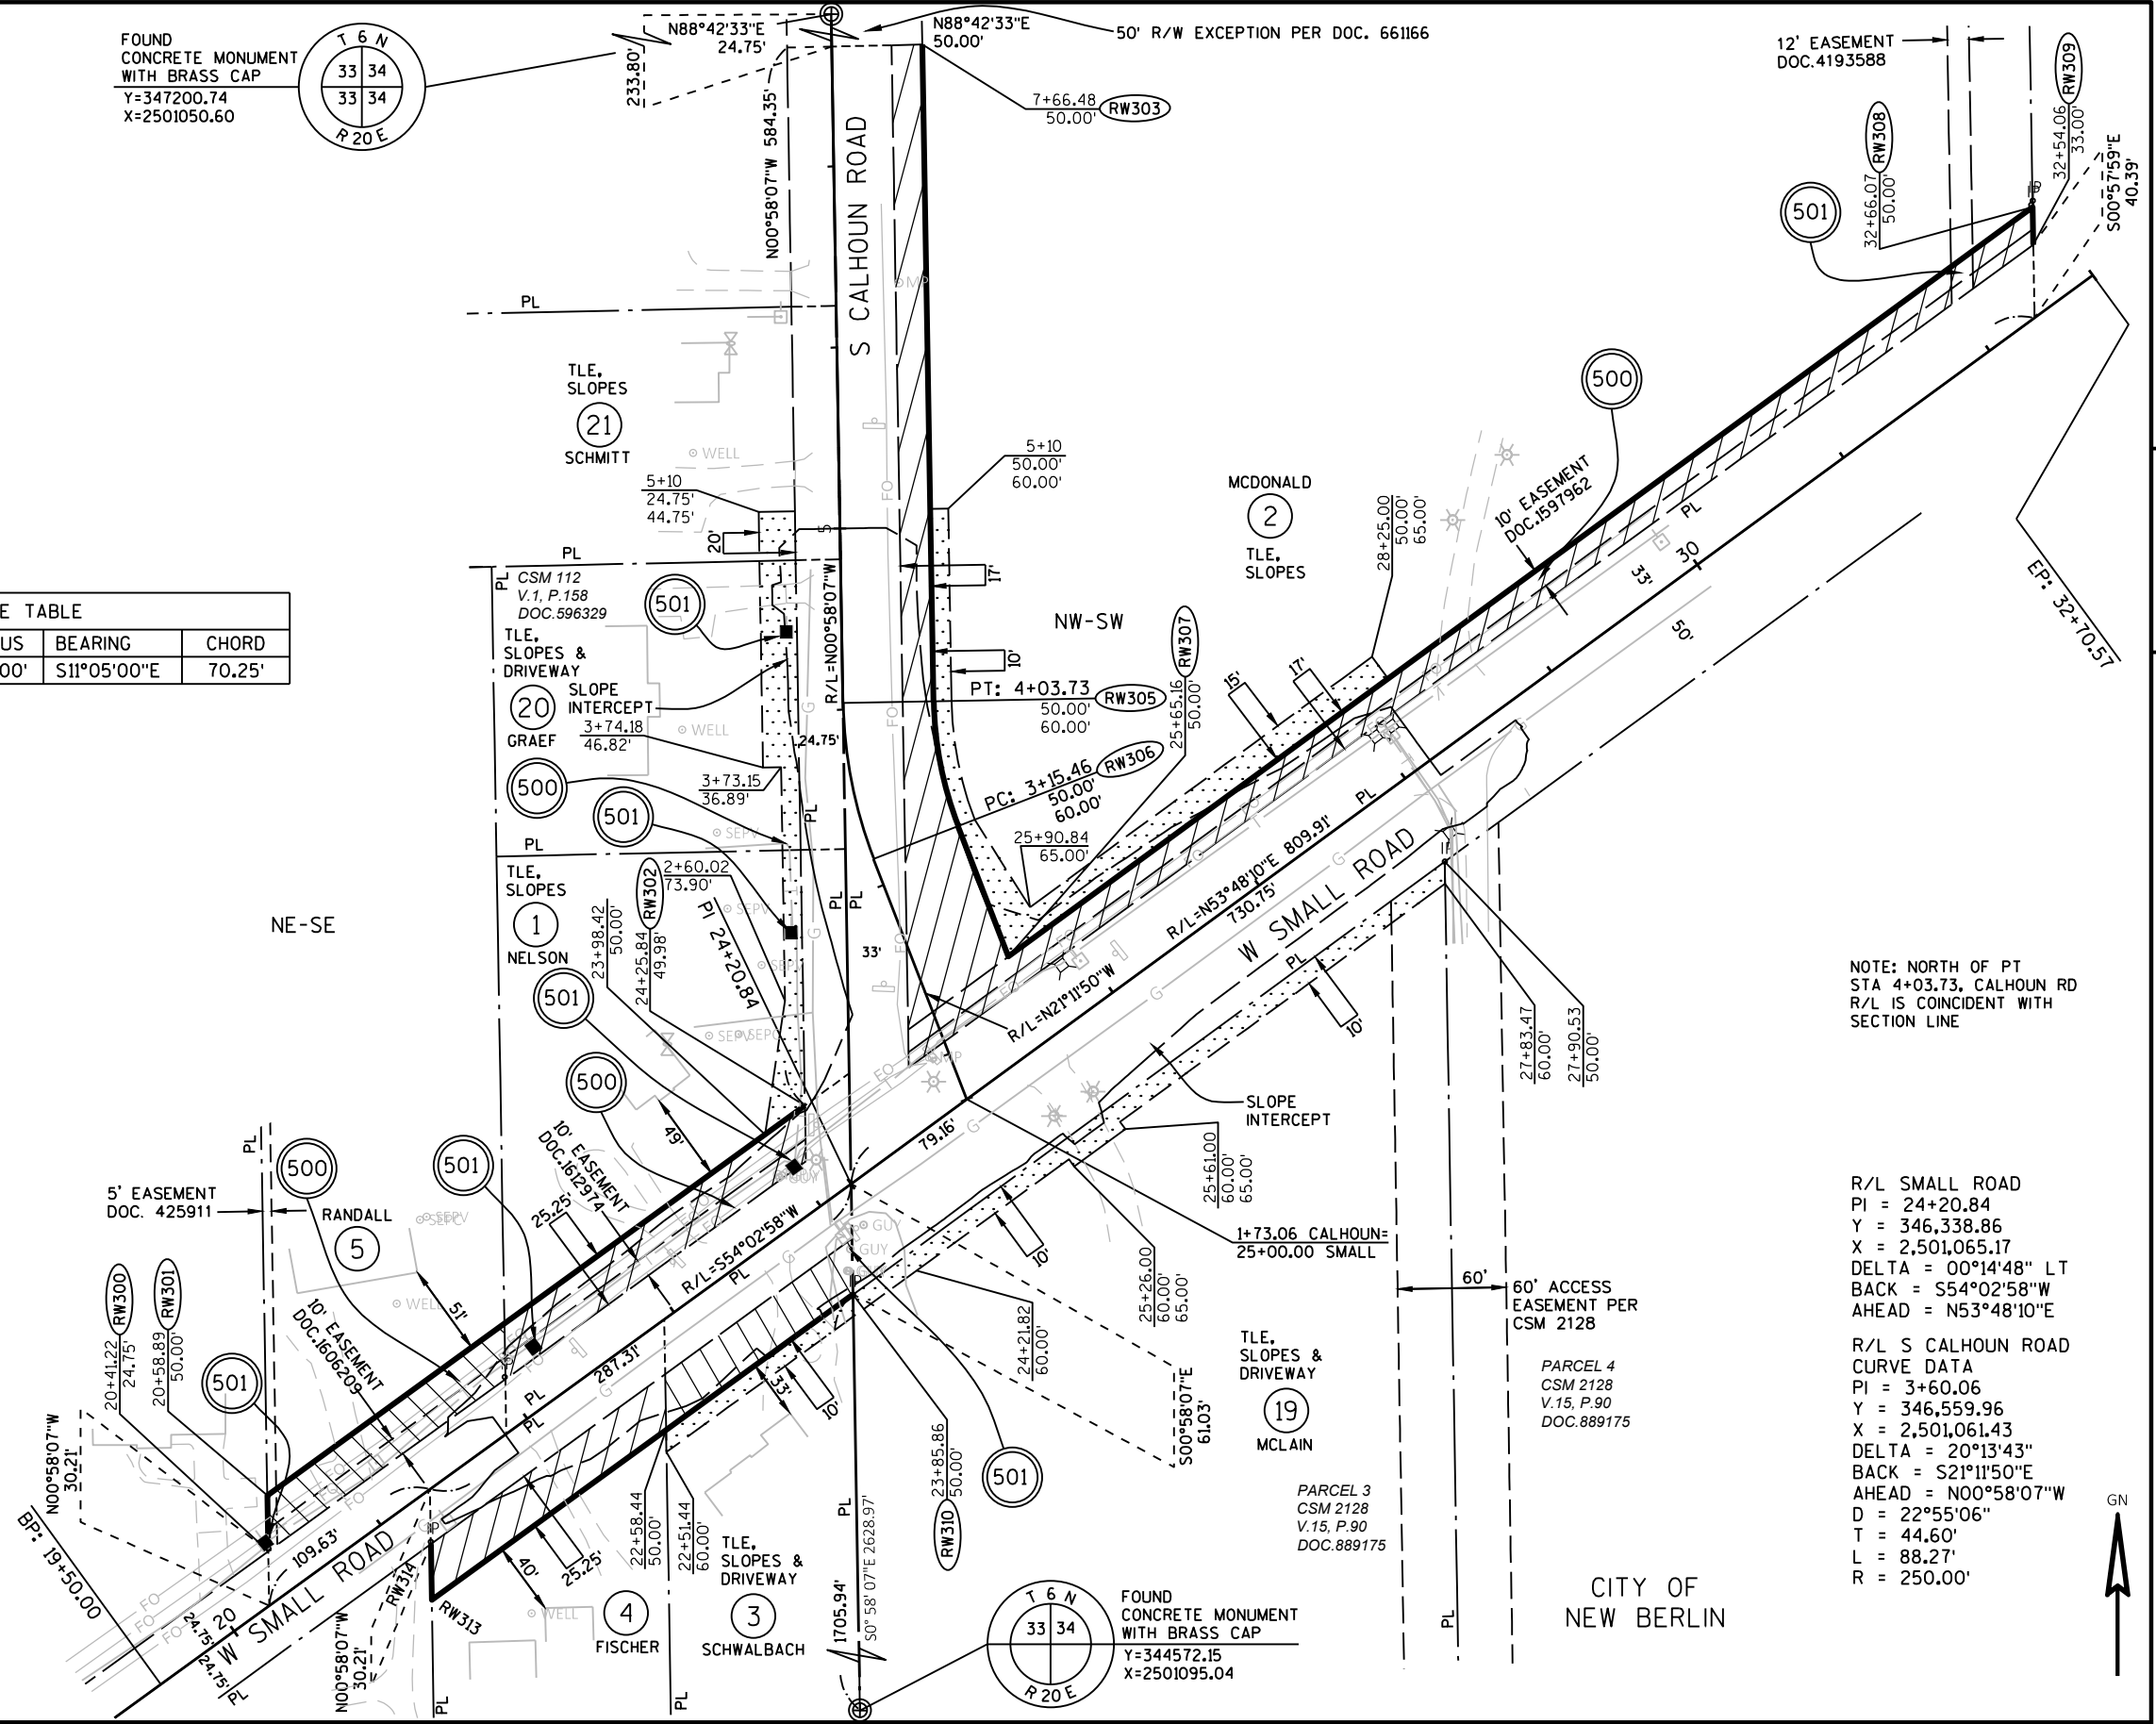 FOUND
CONCRETE MONUMENT
WITH BRASS CAP
Y=347200.74
X=2501050.60
T 6 N
33 34
33 34
R 20 E
233.80'
N88°42'33"E
24.75'
N88°42'33"E
50.00'
50' R/W EXCEPTION PER DOC. 661166
7+66.48
50.00'
RW303
12' EASEMENT
DOC.4193588
RW309
32+54.06
33.00'
RW308
32+66.07
50.00'
S00°57'59"E
40.39'
501
N00°58'07"W 584.35'
S CALHOUN ROAD
MP
PL
TLE,
SLOPES
21
SCHMITT
WELL
5+10
24.75'
44.75'
20'
5
FO
5+10
50.00'
60.00'
17'
10'
MCDONALD
2
TLE,
SLOPES
28+25.00
50.00'
65.00'
500
10' EASEMENT
DOC.1597962
PL
30
33'
50'
EP: 32+70.57
E TABLE
US BEARING CHORD
00' S11°05'00"E 70.25'
PL
PL
CSM 112
V.1, P.158
DOC.596329
501
TLE,
SLOPES &
DRIVEWAY
20
GRAEF
SLOPE
INTERCEPT
3+74.18
46.82'
WELL
R/L=N00°58'07"W
24.75'
G
FO
NW-SW
PT: 4+03.73
RW305
50.00'
60.00'
RW307
25+65.16
50.00'
15'
17'
PC: 3+15.46
RW306
50.00'
60.00'
25+90.84
65.00'
500
501
3+73.15
36.89'
SEPV
PL
PL
TLE,
SLOPES
1
NELSON
NE-SE
RW302
2+60.02
73.90'
23+98.42
50.00'
24+25.84
49.98'
PI 24+20.84
SEPV
SEPV
SEPV
SEPC
PL
PL
33'
FO
G
R/L=N53°48'10"E 809.91'
730.75'
PL
G
W SMALL ROAD
PL
R/L=N21°11'50"W
10'
27+83.47
60.00'
27+90.53
50.00'
NOTE: NORTH OF PT
STA 4+03.73, CALHOUN RD
R/L IS COINCIDENT WITH
SECTION LINE
501
500
49'
10' EASEMENT
DOC.1612974
25.25'
MP
79.16'
SLOPE
INTERCEPT
25+61.00
60.00'
65.00'
1+73.06 CALHOUN=
25+00.00 SMALL
5' EASEMENT
DOC. 425911
PL
500
501
RANDALL
5
SEPV
SEPC
WELL
51'
10' EASEMENT
DOC.1606209
RW300
RW301
20+41.22
24.75'
20+58.89
50.00'
501
R/L=S54°02'58"W
PL
287.31'
PL
PL
GUY
GUY
10'
25+26.00
60.00'
65.00'
24+21.82
60.00'
60'
60' ACCESS
EASEMENT PER
CSM 2128
TLE,
SLOPES &
DRIVEWAY
19
MCLAIN
PARCEL 4
CSM 2128
V.15, P.90
DOC.889175
R/L SMALL ROAD
PI = 24+20.84
Y = 346,338.86
X = 2,501,065.17
DELTA = 00°14'48" LT
BACK = S54°02'58"W
AHEAD = N53°48'10"E
R/L S CALHOUN ROAD
CURVE DATA
PI = 3+60.06
Y = 346,559.96
X = 2,501,061.43
DELTA = 20°13'43"
BACK = S21°11'50"E
AHEAD = N00°58'07"W
D = 22°55'06"
T = 44.60'
L = 88.27'
R = 250.00'
N00°58'07"W
30.21'
BP: 19+50.00
109.63'
20
24.75'
24.75'
PL
W SMALL ROAD
FO
FO
N00°58'07"W
30.21'
RW314
RW313
PL
40'
25.25'
WELL
33'
10'
22+58.44
50.00'
22+51.44
60.00'
4
FISCHER
PL
TLE,
SLOPES &
DRIVEWAY
3
SCHWALBACH
PL
1705.94'
S0° 58' 07"E 2628.97'
23+85.86
50.00'
RW310
501
S00°58'07"E
61.03'
PARCEL 3
CSM 2128
V.15, P.90
DOC.889175
PL
T 6 N
33 34
R 20 E
FOUND
CONCRETE MONUMENT
WITH BRASS CAP
Y=344572.15
X=2501095.04
CITY OF
NEW BERLIN
GN